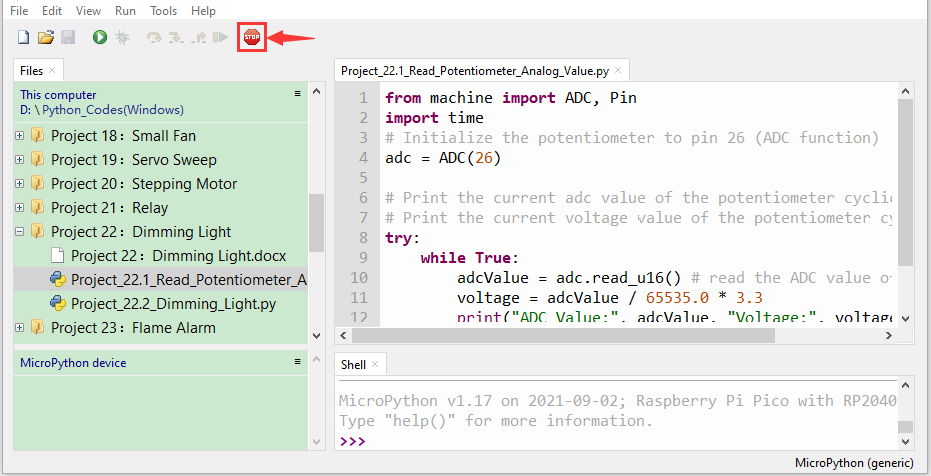 File Edit View Run Tools Help
STOP
Files
This computer
D: \ Python_Codes(Windows)
Project 18：Small Fan
Project 19：Servo Sweep
Project 20：Stepping Motor
Project 21：Relay
Project 22：Dimming Light
Project 22：Dimming Light.docx
Project_22.1_Read_Potentiometer_A
Project_22.2_Dimming_Light.py
Project 23：Flame Alarm
MicroPython device
Project_22.1_Read_Potentiometer_Analog_Value.py
1 from machine import ADC, Pin
2 import time
3 # Initialize the potentiometer to pin 26 (ADC function)
4 adc = ADC(26)
5
6 # Print the current adc value of the potentiometer cyclic
7 # Print the current voltage value of the potentiometer cy
8 try:
9 while True:
10 adcValue = adc.read_u16() # read the ADC value of
11 voltage = adcValue / 65535.0 * 3.3
12 print("ADC Value:", adcValue, "Voltage:", voltage
Shell
MicroPython v1.17 on 2021-09-02; Raspberry Pi Pico with RP2040
Type "help()" for more information.
>>>
MicroPython (generic)